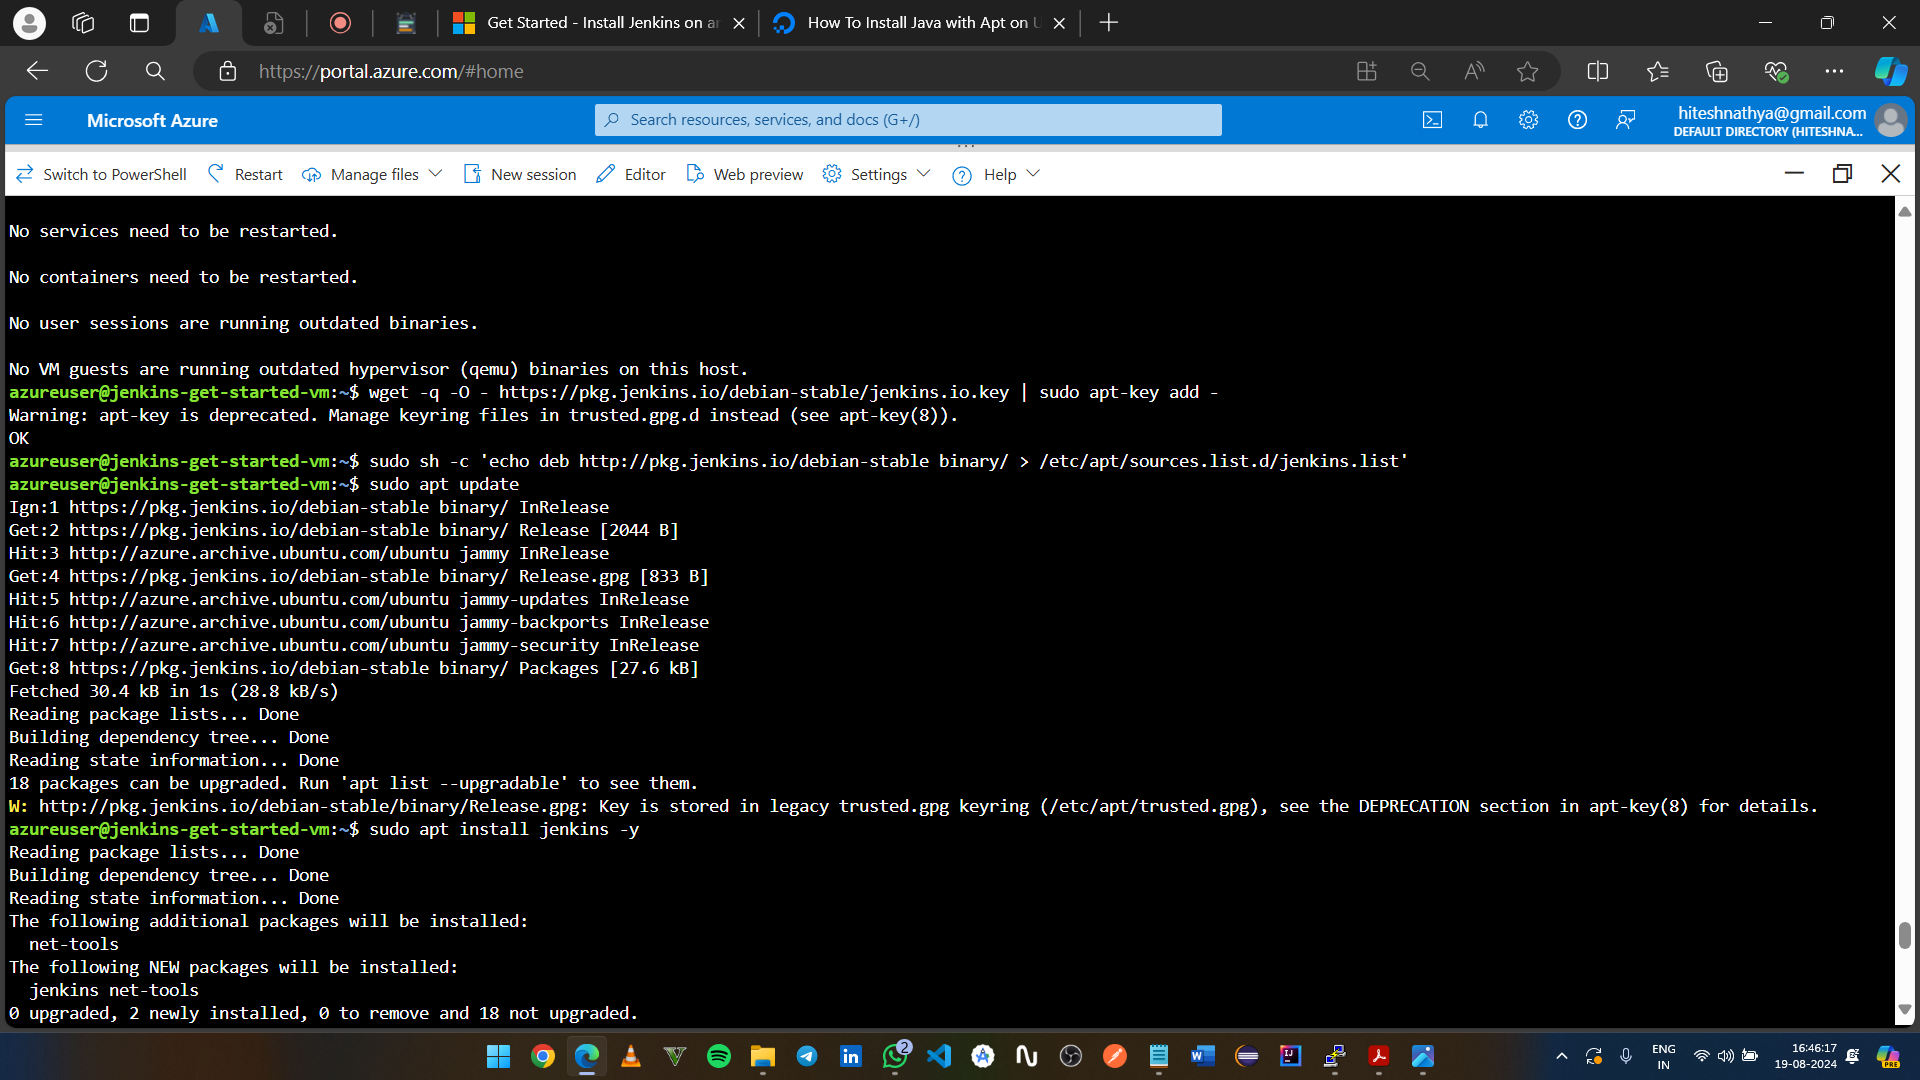 Get Started - Install Jenkins on an
How To Install Java with Apt on U
https://portal.azure.com/#home
Microsoft Azure
Search resources, services, and docs (G+/)
hiteshnathya@gmail.com
DEFAULT DIRECTORY (HITESHNA...
Switch to PowerShell
Restart
Manage files
New session
Editor
Web preview
Settings
Help
No services need to be restarted.
No containers need to be restarted.
No user sessions are running outdated binaries.
No VM guests are running outdated hypervisor (qemu) binaries on this host.
azureuser@jenkins-get-started-vm:~$ wget -q -O - https://pkg.jenkins.io/debian-stable/jenkins.io.key | sudo apt-key add -
Warning: apt-key is deprecated. Manage keyring files in trusted.gpg.d instead (see apt-key(8)).
OK
azureuser@jenkins-get-started-vm:~$ sudo sh -c 'echo deb http://pkg.jenkins.io/debian-stable binary/ > /etc/apt/sources.list.d/jenkins.list'
azureuser@jenkins-get-started-vm:~$ sudo apt update
Ign:1 https://pkg.jenkins.io/debian-stable binary/ InRelease
Get:2 https://pkg.jenkins.io/debian-stable binary/ Release [2044 B]
Hit:3 http://azure.archive.ubuntu.com/ubuntu jammy InRelease
Get:4 https://pkg.jenkins.io/debian-stable binary/ Release.gpg [833 B]
Hit:5 http://azure.archive.ubuntu.com/ubuntu jammy-updates InRelease
Hit:6 http://azure.archive.ubuntu.com/ubuntu jammy-backports InRelease
Hit:7 http://azure.archive.ubuntu.com/ubuntu jammy-security InRelease
Get:8 https://pkg.jenkins.io/debian-stable binary/ Packages [27.6 kB]
Fetched 30.4 kB in 1s (28.8 kB/s)
Reading package lists... Done
Building dependency tree... Done
Reading state information... Done
18 packages can be upgraded. Run 'apt list --upgradable' to see them.
W: http://pkg.jenkins.io/debian-stable/binary/Release.gpg: Key is stored in legacy trusted.gpg keyring (/etc/apt/trusted.gpg), see the DEPRECATION section in apt-key(8) for details.
azureuser@jenkins-get-started-vm:~$ sudo apt install jenkins -y
Reading package lists... Done
Building dependency tree... Done
Reading state information... Done
The following additional packages will be installed:
net-tools
The following NEW packages will be installed:
jenkins net-tools
0 upgraded, 2 newly installed, 0 to remove and 18 not upgraded.
2
ENG
IN
16:46:17
19-08-2024
PRE